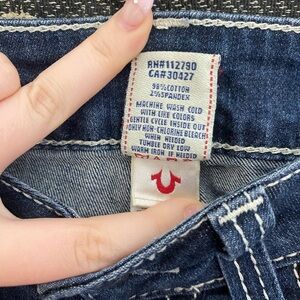 RN#112790
CA#30427
98%COTTON
2%SPANDEX
MACHINE WASH COLD
WITH LIKE COLORS
GENTLE CYCLE INSIDE OUT
ONLY NON-CHLORINE BLEACH
WHEN NEEDED
TUMBLE DRY LOW
WARM IRON IF NEEDED